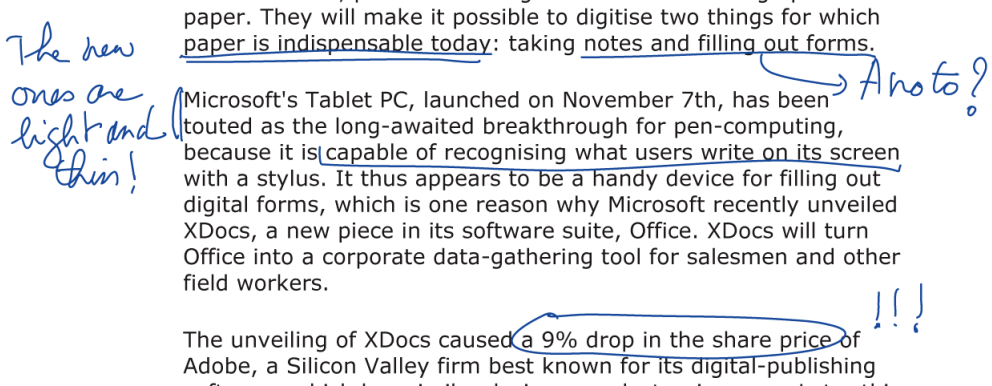 paper. They will make it possible to digitise two things for which
paper is indispensable today: taking notes and filling out forms.
The new
ones are
light and
thin!
Anoto?
Microsoft's Tablet PC, launched on November 7th, has been
touted as the long-awaited breakthrough for pen-computing,
because it is capable of recognising what users write on its screen
with a stylus. It thus appears to be a handy device for filling out
digital forms, which is one reason why Microsoft recently unveiled
XDocs, a new piece in its software suite, Office. XDocs will turn
Office into a corporate data-gathering tool for salesmen and other
field workers.
!!!
The unveiling of XDocs caused a 9% drop in the share price of
Adobe, a Silicon Valley firm best known for its digital-publishing